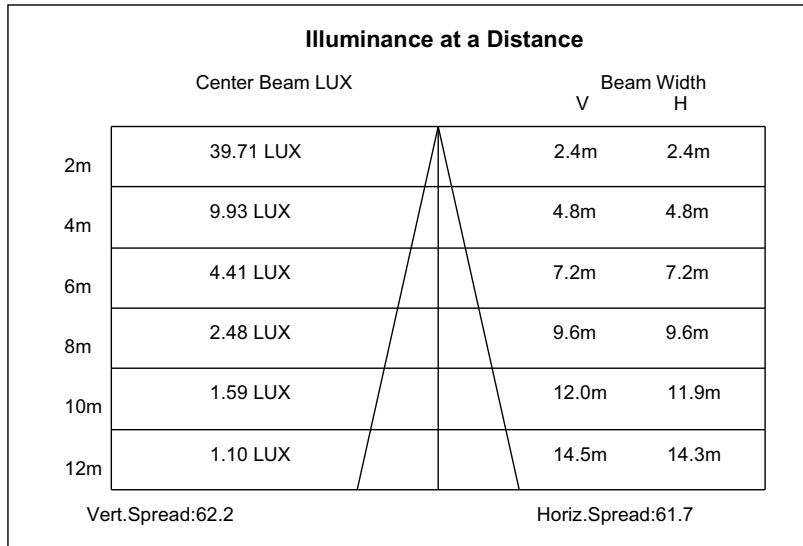 Illuminance at a Distance
Center Beam LUX Beam Width
V H
2m 39.71 LUX 2.4m 2.4m
4m 9.93 LUX 4.8m 4.8m
6m 4.41 LUX 7.2m 7.2m
8m 2.48 LUX 9.6m 9.6m
10m 1.59 LUX 12.0m 11.9m
12m 1.10 LUX 14.5m 14.3m
Vert.Spread:62.2 Horiz.Spread:61.7